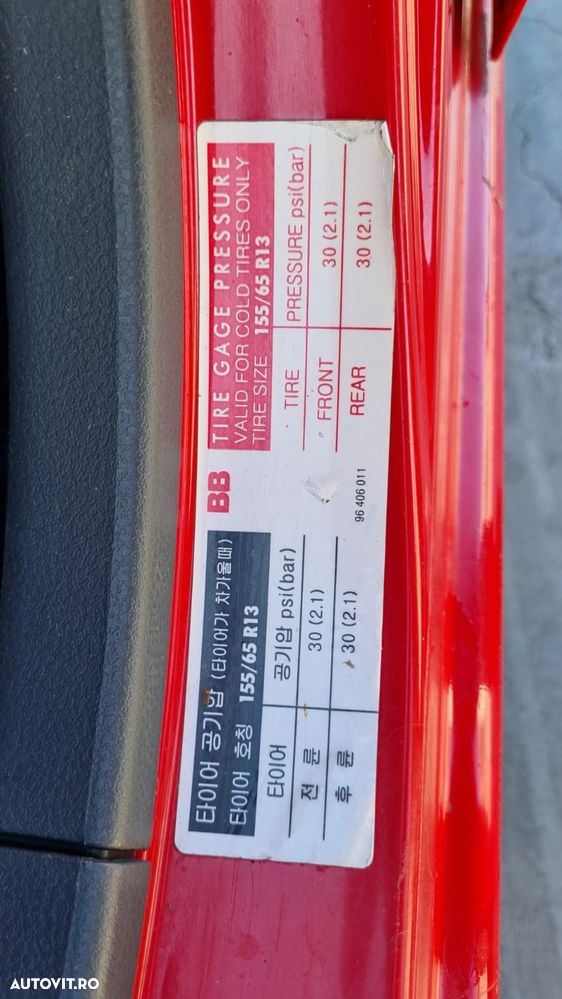 타이어 공기압 (타이어가 차가울때)
타이어 호칭 155/65 R13
타이어 공기압 psi(bar)
전 륜 30 (2.1)
후 륜 30 (2.1)
BB
96 406 011
TIRE GAGE PRESSURE
VALID FOR COLD TIRES ONLY
TIRE SIZE 155/65 R13
TIRE PRESSURE psi(bar)
FRONT 30 (2.1)
REAR 30 (2.1)
AUTOVIT.RO